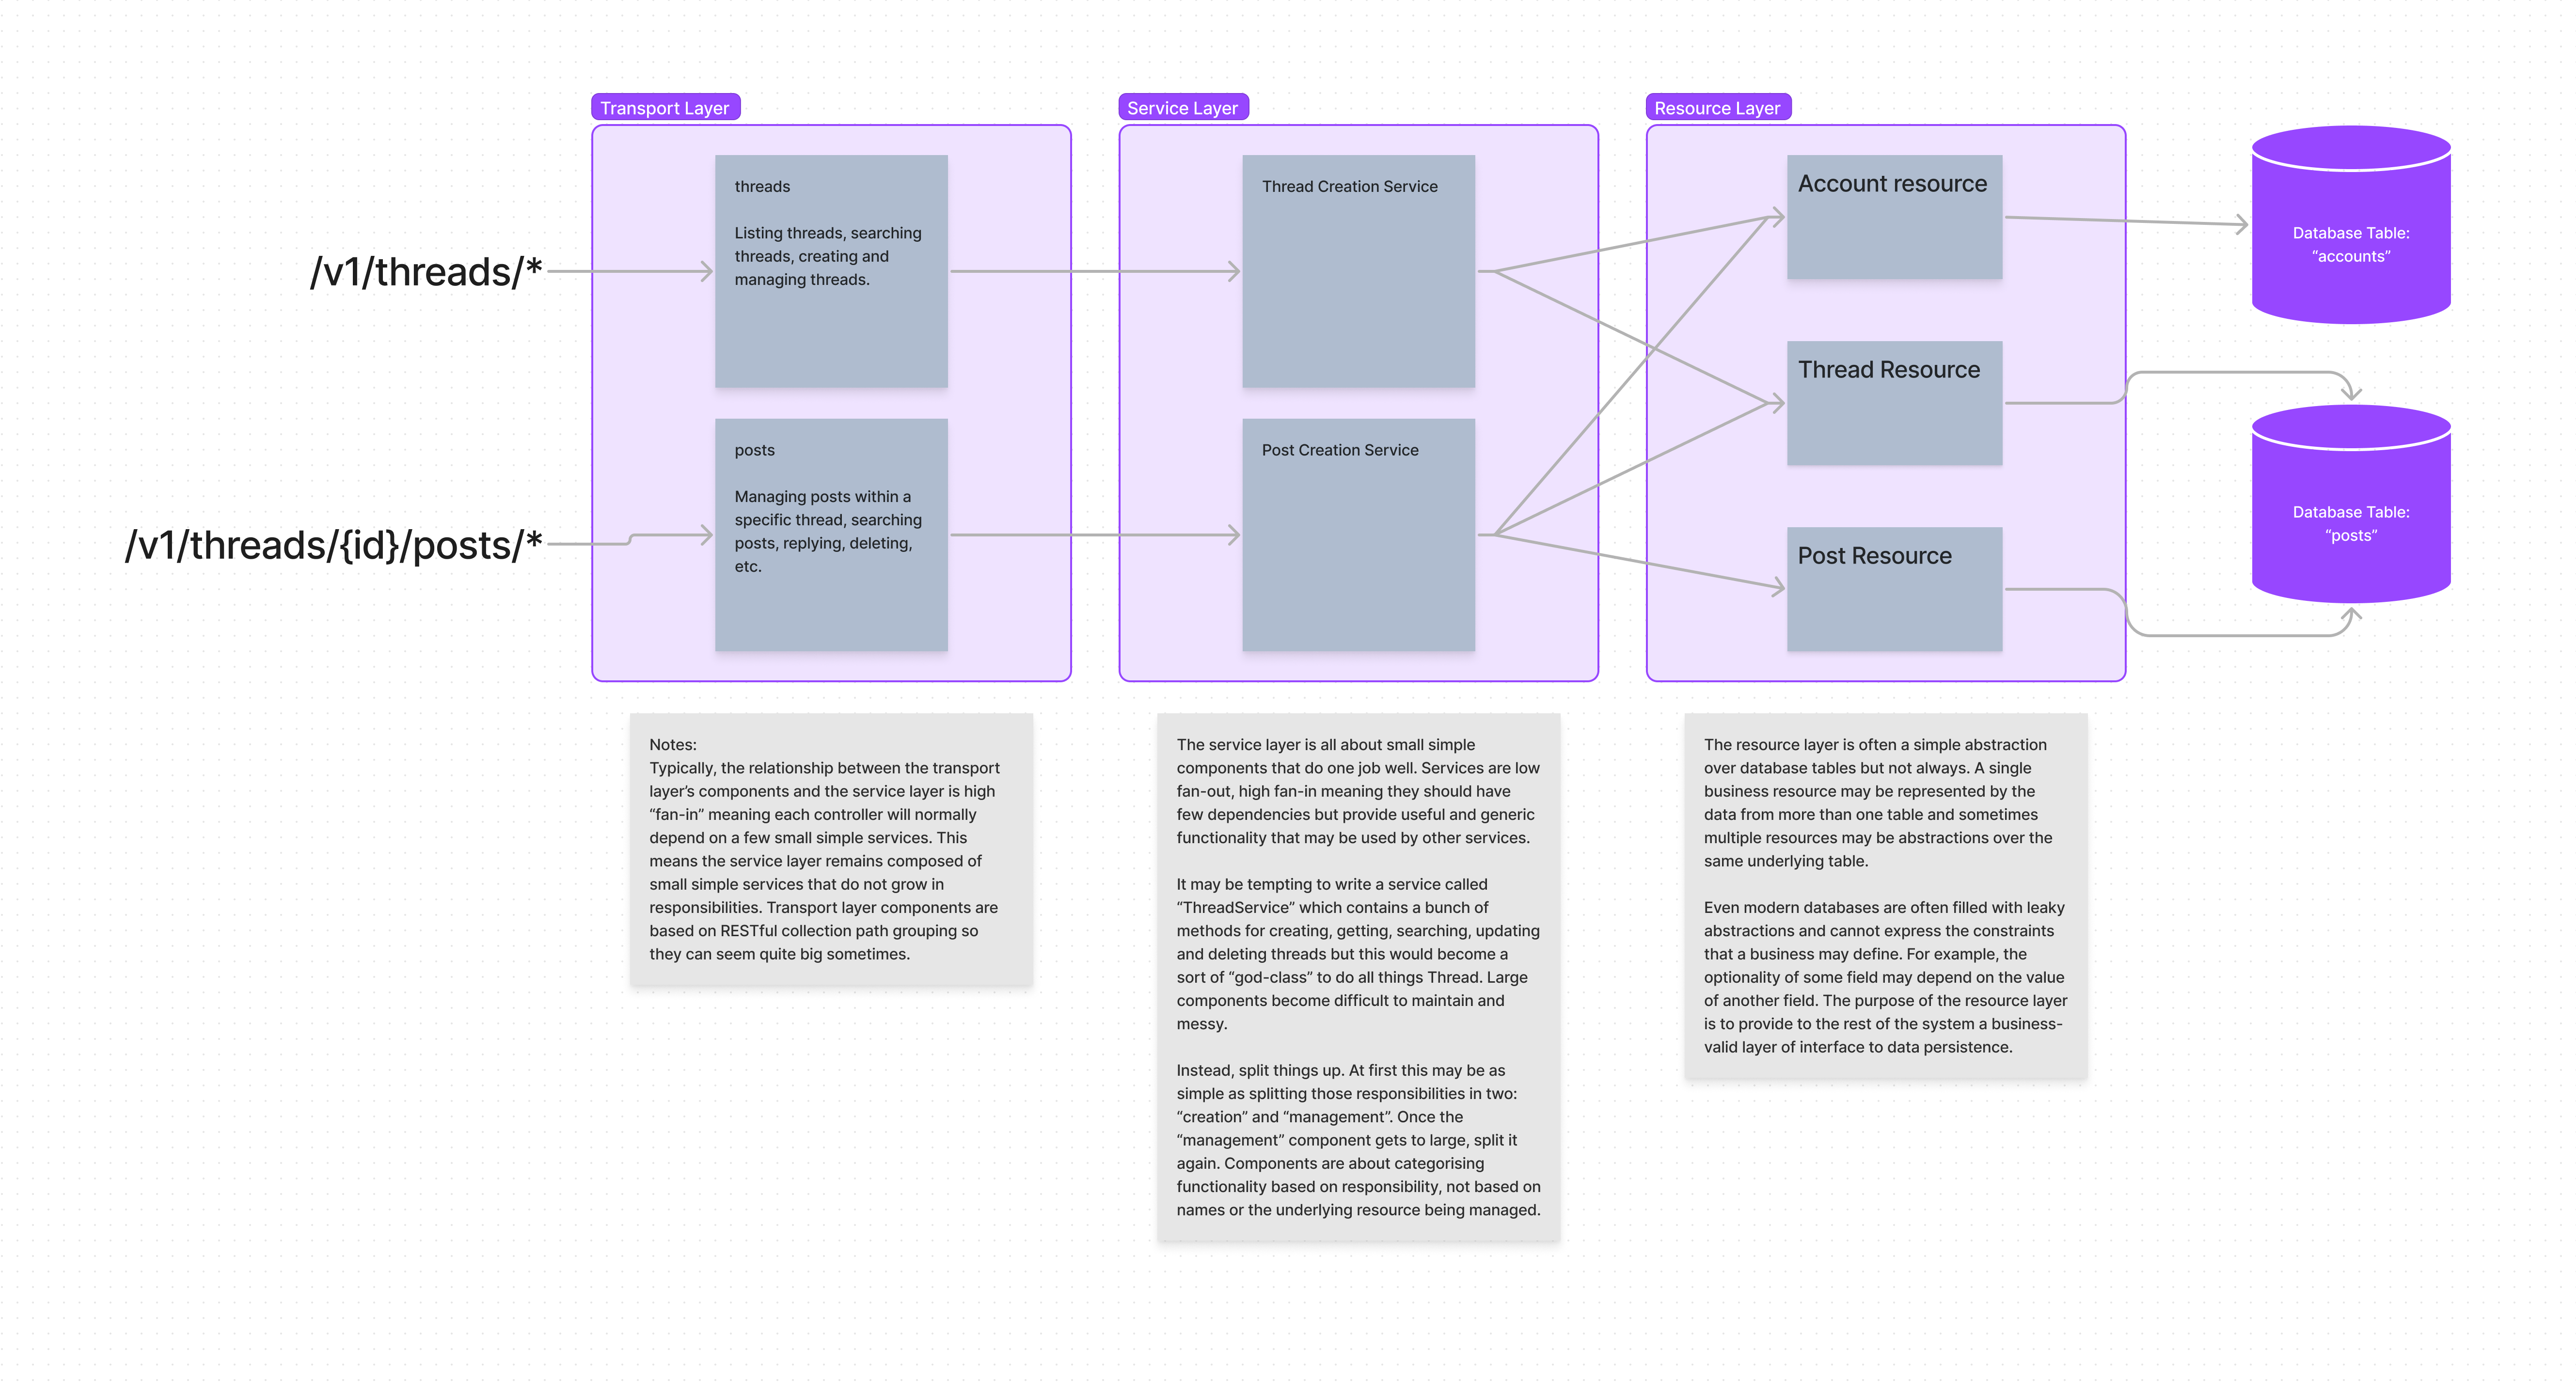 Transport Layer
Service Layer
Resource Layer
/v1/threads/*
threads
Listing threads, searching
threads, creating and
managing threads.
Thread Creation Service
Account resource
Database Table:
“accounts”
Thread Resource
/v1/threads/{id}/posts/*
posts
Managing posts within a
specific thread, searching
posts, replying, deleting,
etc.
Post Creation Service
Post Resource
Database Table:
“posts”
Notes:
Typically, the relationship between the transport
layer’s components and the service layer is high
“fan-in” meaning each controller will normally
depend on a few small simple services. This
means the service layer remains composed of
small simple services that do not grow in
responsibilities. Transport layer components are
based on RESTful collection path grouping so
they can seem quite big sometimes.
The service layer is all about small simple
components that do one job well. Services are low
fan-out, high fan-in meaning they should have
few dependencies but provide useful and generic
functionality that may be used by other services.
It may be tempting to write a service called
“ThreadService” which contains a bunch of
methods for creating, getting, searching, updating
and deleting threads but this would become a
sort of “god-class” to do all things Thread. Large
components become difficult to maintain and
messy.
Instead, split things up. At first this may be as
simple as splitting those responsibilities in two:
“creation” and “management”. Once the
“management” component gets to large, split it
again. Components are about categorising
functionality based on responsibility, not based on
names or the underlying resource being managed.
The resource layer is often a simple abstraction
over database tables but not always. A single
business resource may be represented by the
data from more than one table and sometimes
multiple resources may be abstractions over the
same underlying table.
Even modern databases are often filled with leaky
abstractions and cannot express the constraints
that a business may define. For example, the
optionality of some field may depend on the value
of another field. The purpose of the resource layer
is to provide to the rest of the system a business-
valid layer of interface to data persistence.